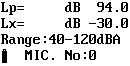 Lp=     dB  94.0
Lx=     dB -30.0
Range:40-120dBA
MIC. No:0